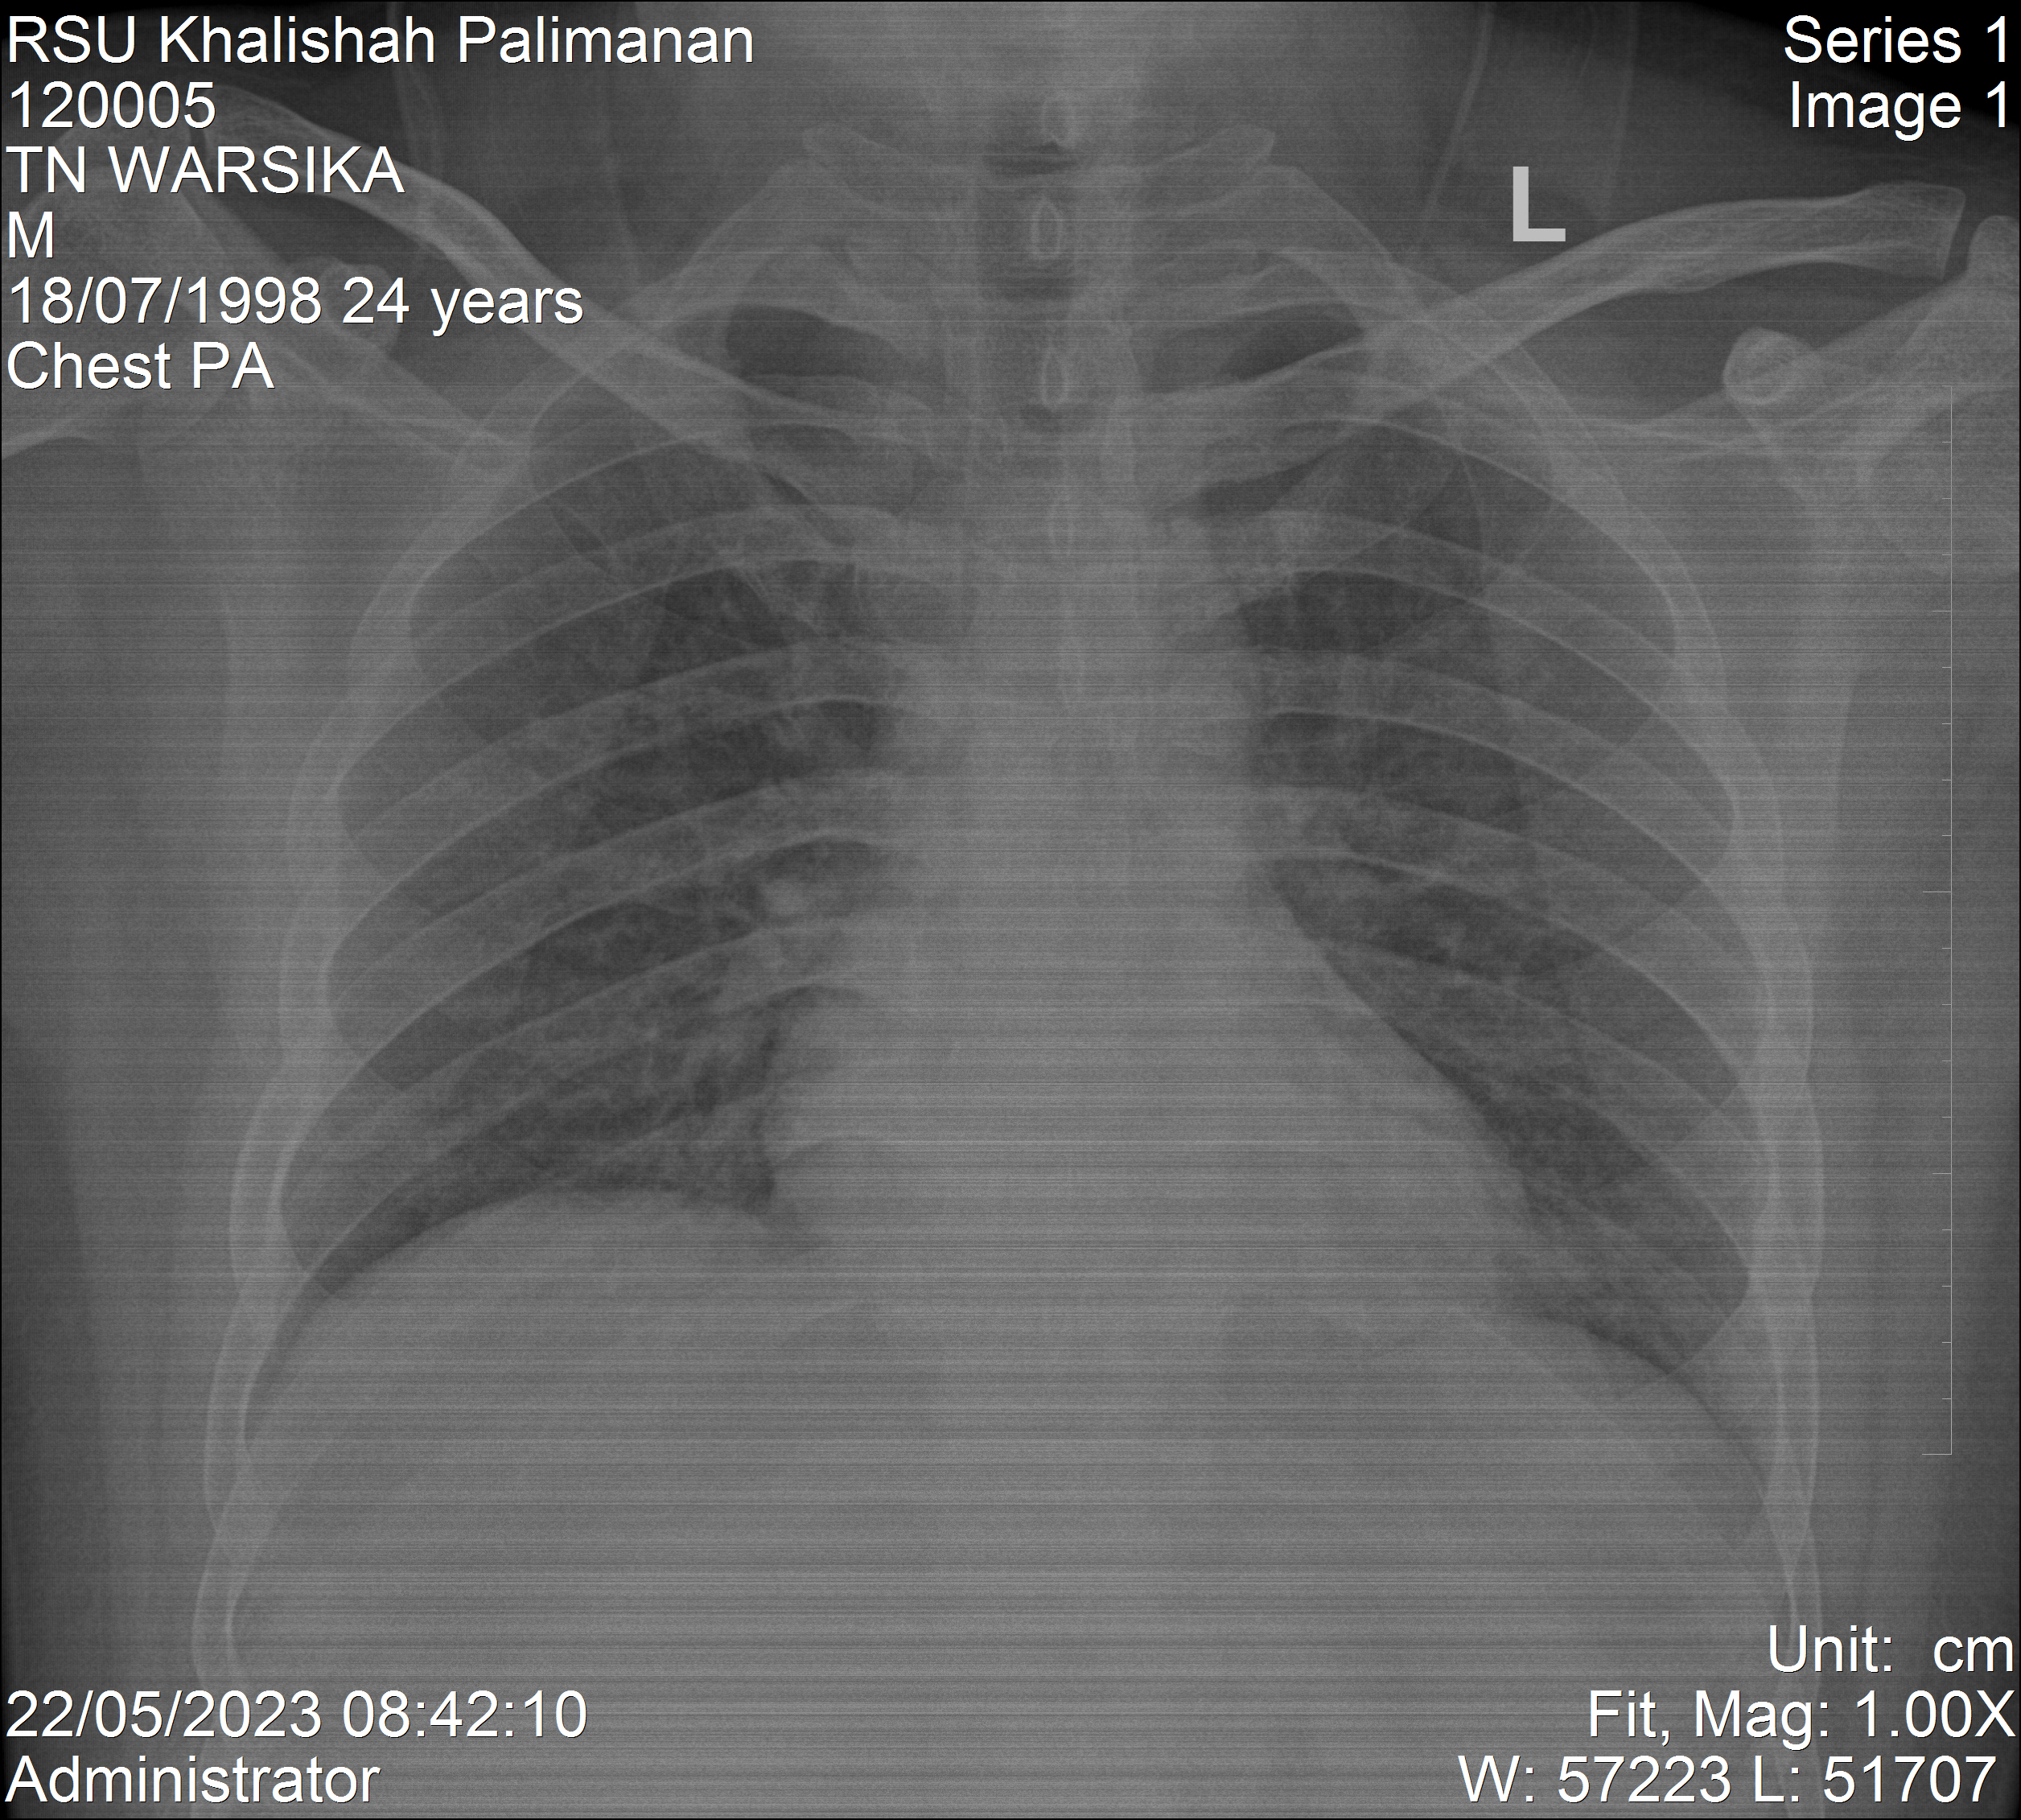 RSU Khalishah Palimanan
120005
TN WARSIKA
M
18/07/1998 24 years
Chest PA
Series 1
Image 1
L
22/05/2023 08:42:10
Administrator
Unit: cm
Fit, Mag: 1.00X
W: 57223 L: 51707